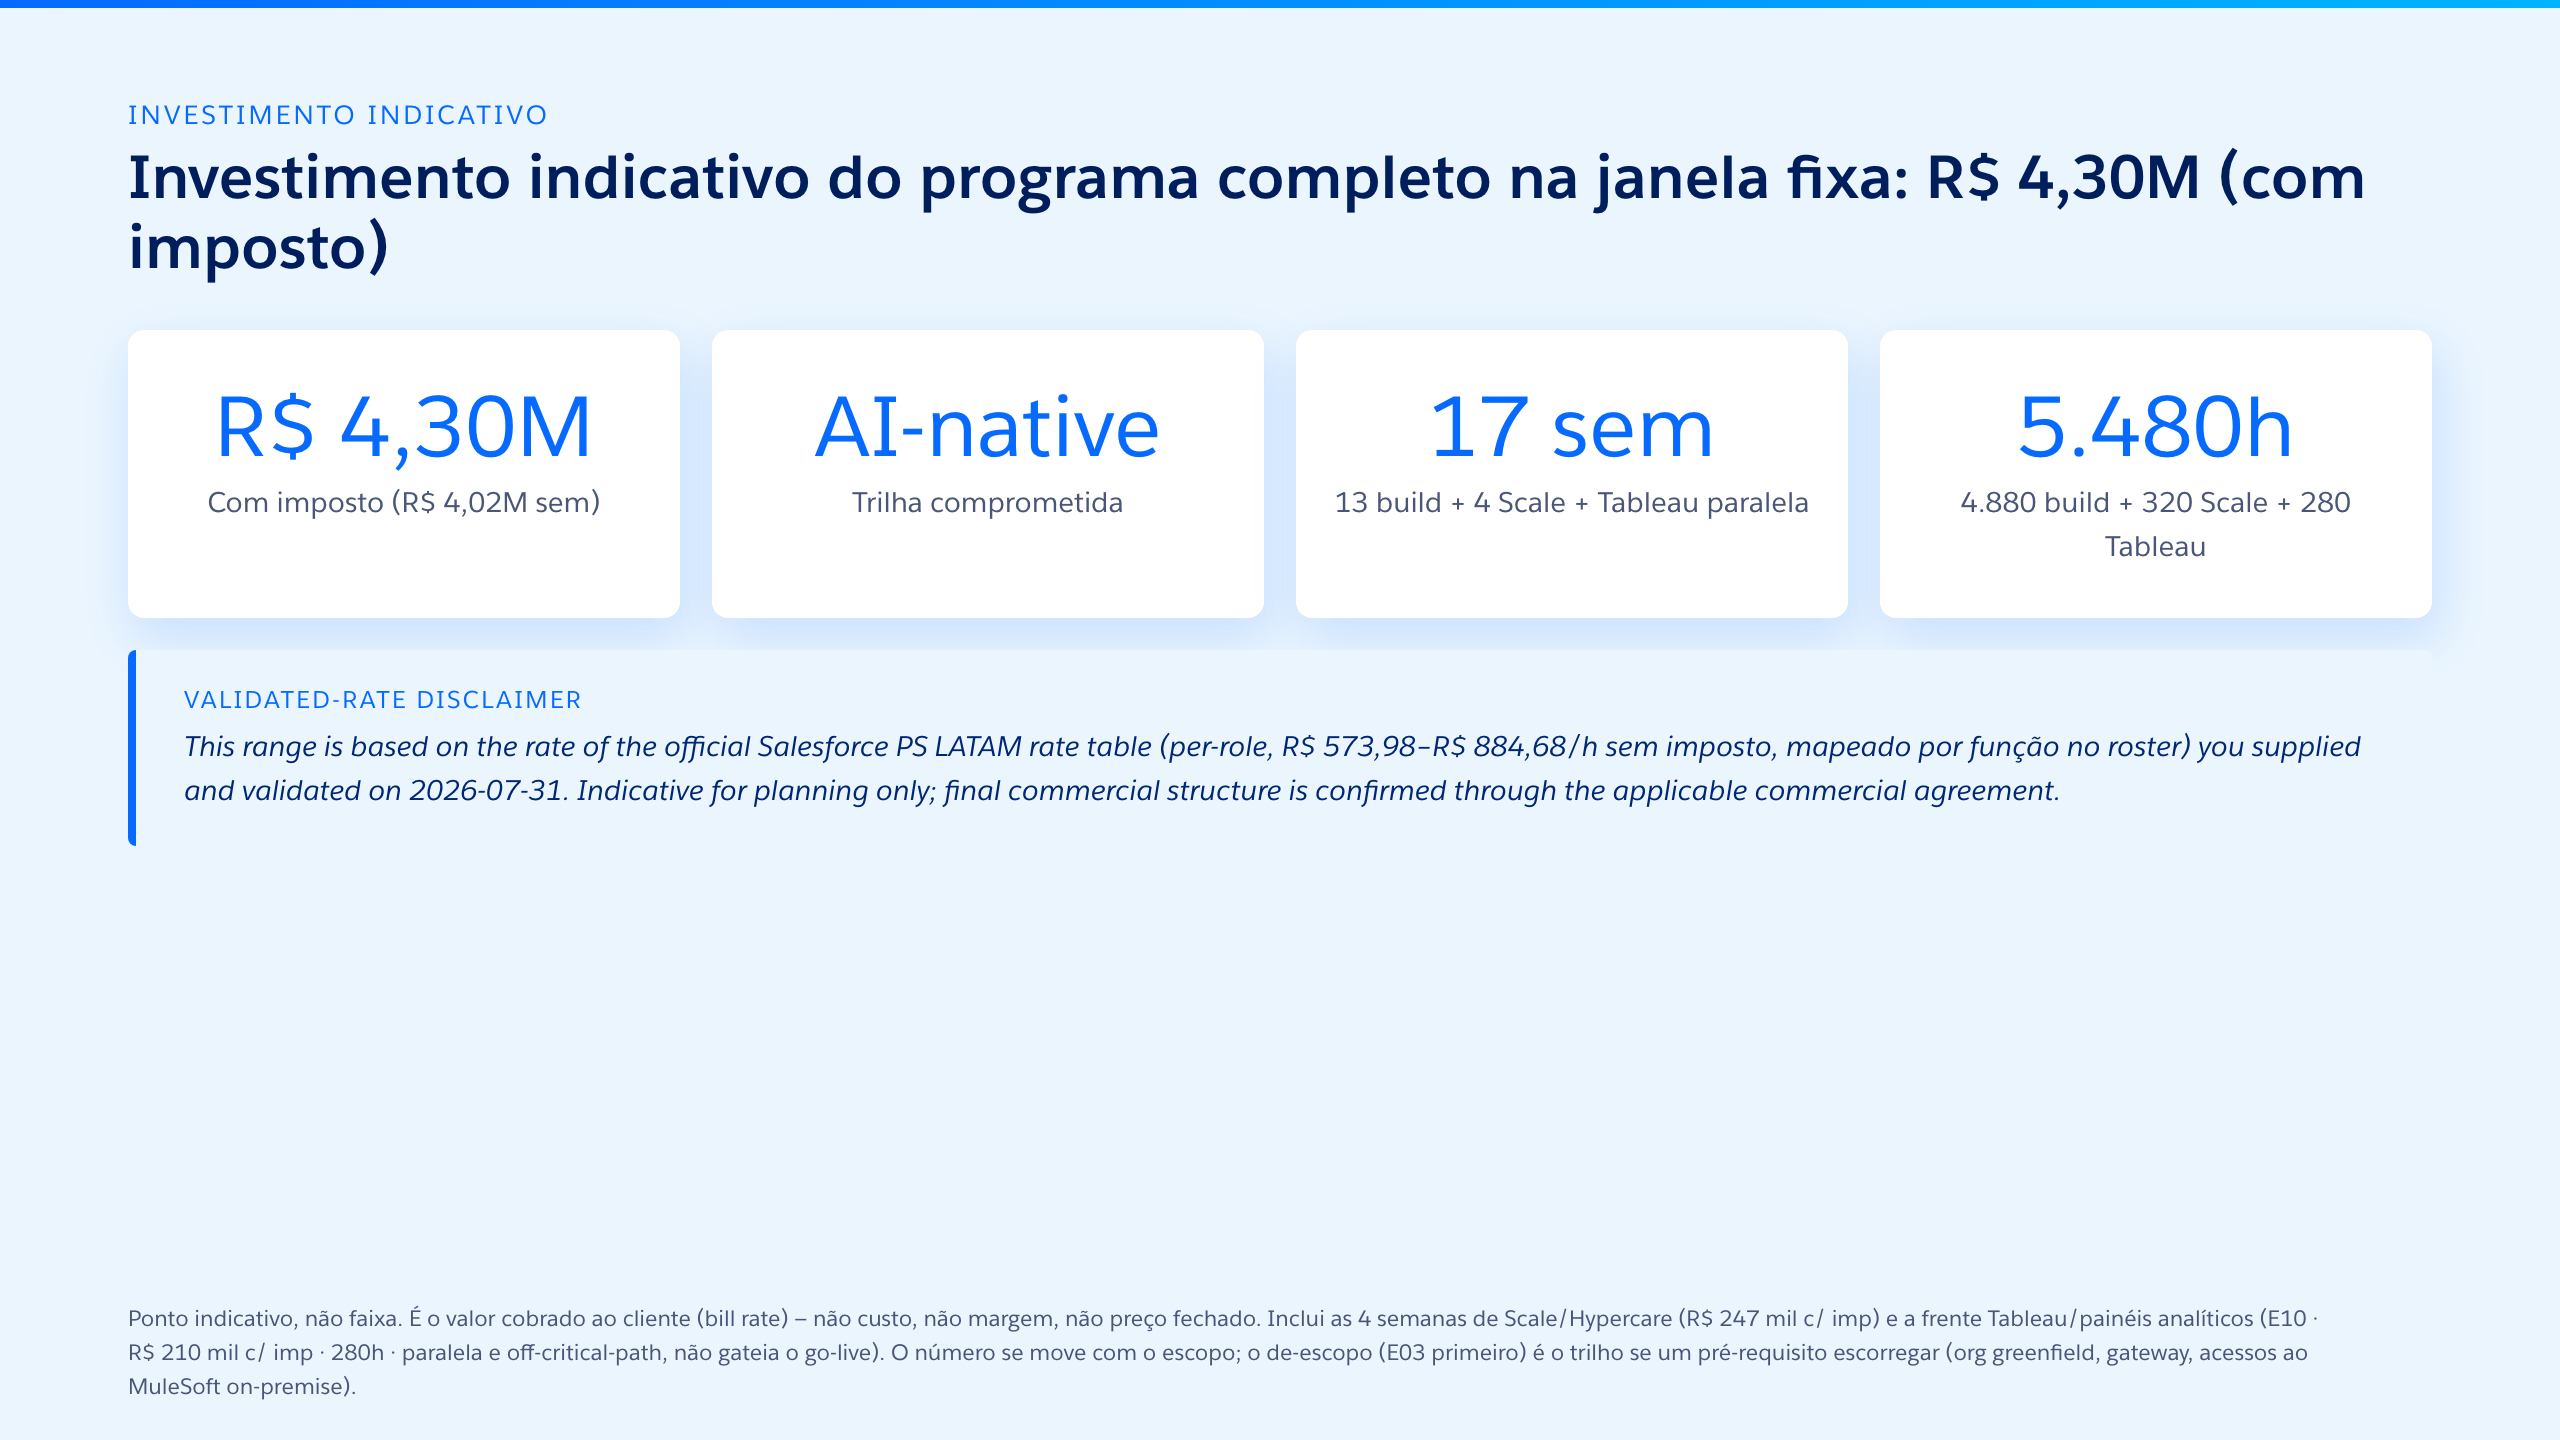 INVESTIMENTO INDICATIVO
Investimento indicativo do programa completo na janela fixa: R$ 4,30M (com
imposto)
R$ 4,30M
Com imposto (R$ 4,02M sem)
AI-native
Trilha comprometida
17 sem
13 build + 4 Scale + Tableau paralela
5.480h
4.880 build + 320 Scale + 280
Tableau
VALIDATED-RATE DISCLAIMER
This range is based on the rate of the official Salesforce PS LATAM rate table (per-role, R$ 573,98–R$ 884,68/h sem imposto, mapeado por função no roster) you supplied
and validated on 2026-07-31. Indicative for planning only; final commercial structure is confirmed through the applicable commercial agreement.
Ponto indicativo, não faixa. É o valor cobrado ao cliente (bill rate) — não custo, não margem, não preço fechado. Inclui as 4 semanas de Scale/Hypercare (R$ 247 mil c/ imp) e a frente Tableau/painéis analíticos (E10 ·
R$ 210 mil c/ imp · 280h · paralela e off-critical-path, não gateia o go-live). O número se move com o escopo; o de-escopo (E03 primeiro) é o trilho se um pré-requisito escorregar (org greenfield, gateway, acessos ao
MuleSoft on-premise).